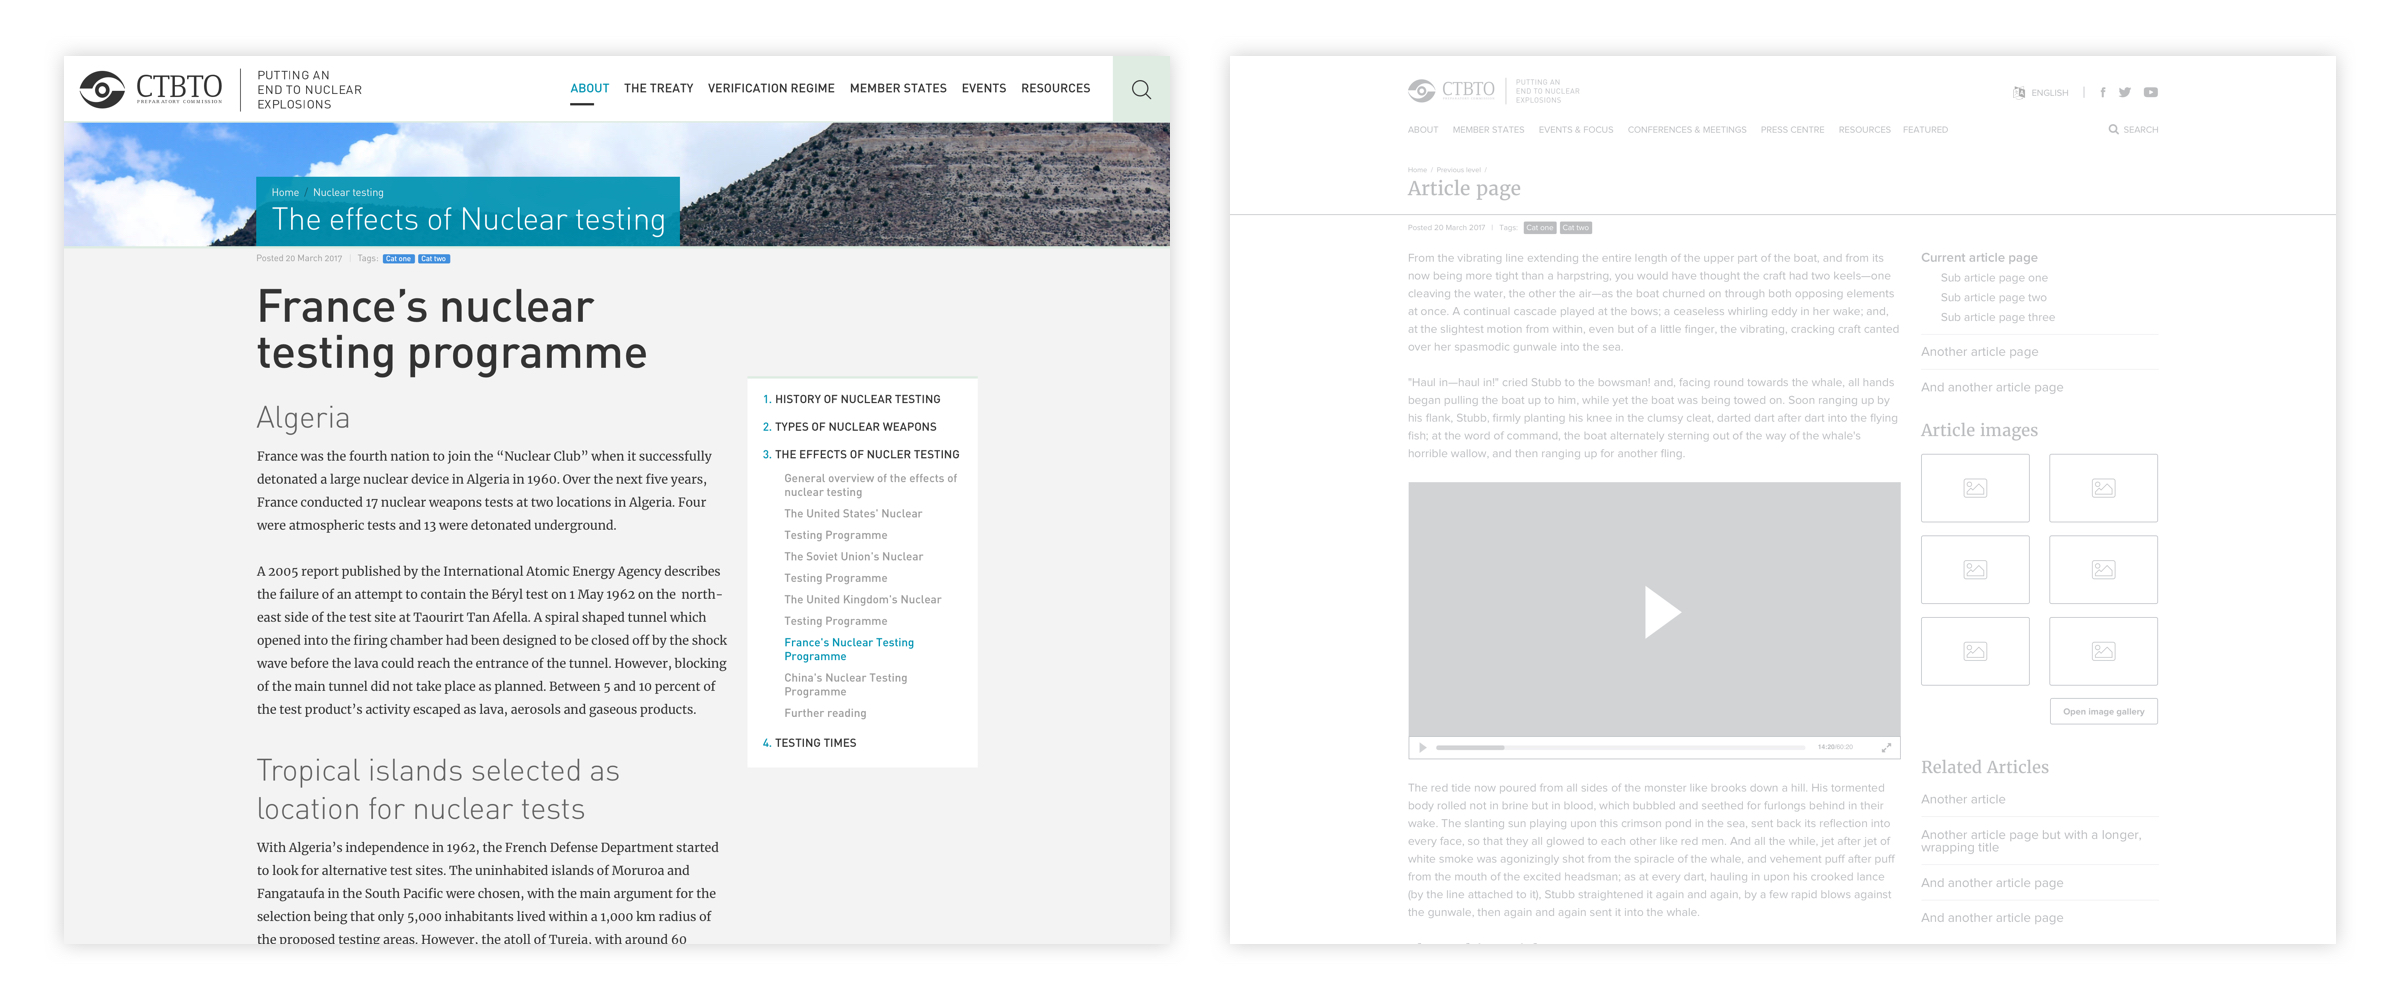 CTBTO
PREPARATORY COMMISSION
PUTTING AN
END TO NUCLEAR
EXPLOSIONS
ABOUT THE TREATY VERIFICATION REGIME MEMBER STATES EVENTS RESOURCES
Home / Nuclear testing
The effects of Nuclear testing
Posted 20 March 2017 | Tags: Cat one Cat two
France’s nuclear
testing programme
Algeria
France was the fourth nation to join the “Nuclear Club” when it successfully
detonated a large nuclear device in Algeria in 1960. Over the next five years,
France conducted 17 nuclear weapons tests at two locations in Algeria. Four
were atmospheric tests and 13 were detonated underground.
A 2005 report published by the International Atomic Energy Agency describes
the failure of an attempt to contain the Béryl test on 1 May 1962 on the north-
east side of the test site at Taourirt Tan Afella. A spiral shaped tunnel which
opened into the firing chamber had been designed to be closed off by the shock
wave before the lava could reach the entrance of the tunnel. However, blocking
of the main tunnel did not take place as planned. Between 5 and 10 percent of
the test product’s activity escaped as lava, aerosols and gaseous products.
Tropical islands selected as
location for nuclear tests
With Algeria’s independence in 1962, the French Defense Department started
to look for alternative test sites. The uninhabited islands of Moruroa and
Fangataufa in the South Pacific were chosen, with the main argument for the
selection being that only 5,000 inhabitants lived within a 1,000 km radius of
the proposed testing areas. However, the atoll of Tureia, with around 60
1. HISTORY OF NUCLEAR TESTING
2. TYPES OF NUCLEAR WEAPONS
3. THE EFFECTS OF NUCLER TESTING
General overview of the effects of
nuclear testing
The United States’ Nuclear
Testing Programme
The Soviet Union’s Nuclear
Testing Programme
The United Kingdom’s Nuclear
Testing Programme
France’s Nuclear Testing
Programme
China’s Nuclear Testing
Programme
Further reading
4. TESTING TIMES
CTBTO
PUTTING AN
END TO NUCLEAR
EXPLOSIONS
ENGLISH |
ABOUT MEMBER STATES EVENTS & FOCUS CONFERENCES & MEETINGS PRESS CENTRE RESOURCES FEATURED SEARCH
Home / Previous level /
Article page
Posted 20 March 2017 | Tags: Cat one Cat two
From the vibrating line extending the entire length of the upper part of the boat, and from its
now being more tight than a harpstring, you would have thought the craft had two keels—one
cleaving the water, the other the air—as the boat churned on through both opposing elements
at once. A continual cascade played at the bows; a ceaseless whirling eddy in her wake; and,
at the slightest motion from within, even but of a little finger, the vibrating, cracking craft canted
over her spasmodic gunwale into the sea.
"Haul in—haul in!" cried Stubb to the bowsman! and, facing round towards the whale, all hands
began pulling the boat up to him, while yet the boat was being towed on. Soon ranging up by
his flank, Stubb, firmly planting his knee in the clumsy cleat, darted dart after dart into the flying
fish; at the word of command, the boat alternately sterning out of the way of the whale's
horrible wallow, and then ranging up for another fling.
14:20/60:20
The red tide now poured from all sides of the monster like brooks down a hill. His tormented
body rolled not in brine but in blood, which bubbled and seethed for furlongs behind in their
wake. The slanting sun playing upon this crimson pond in the sea, sent back its reflection into
every face, so that they all glowed to each other like red men. And all the while, jet after jet of
white smoke was agonizingly shot from the spiracle of the whale, and vehement puff after puff
from the mouth of the excited headsman; as at every dart, hauling in upon his crooked lance
(by the line attached to it), Stubb straightened it again and again, by a few rapid blows against
the gunwale, then again and again sent it into the whale.
Current article page
Sub article page one
Sub article page two
Sub article page three
Another article page
And another article page
Article images
Open image gallery
Related Articles
Another article
Another article page but with a longer,
wrapping title
And another article page
And another article page